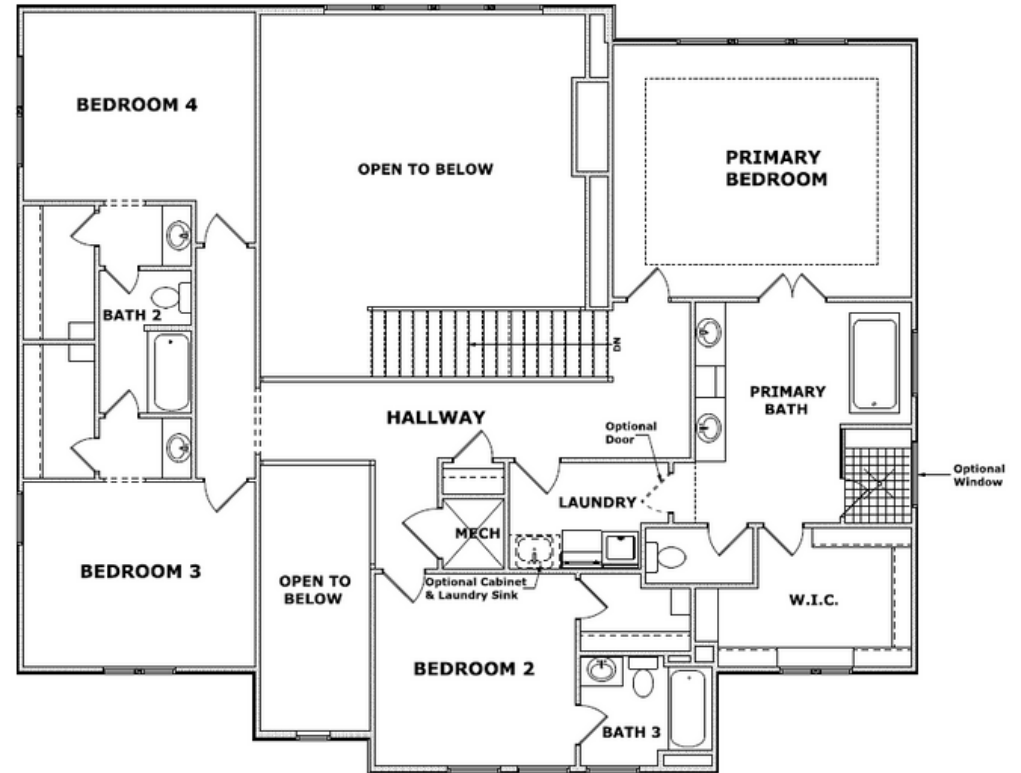 BEDROOM 4
OPEN TO BELOW
PRIMARY
BEDROOM
BATH 2
DN
HALLWAY
PRIMARY
BATH
Optional
Door
Optional
Window
LAUNDRY
MECH
BEDROOM 3
OPEN TO
BELOW
Optional Cabinet
& Laundry Sink
W.I.C.
BEDROOM 2
BATH 3